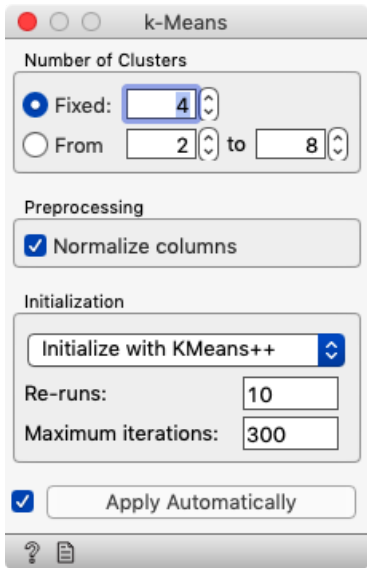 k-Means
Number of Clusters
Fixed: 4
From 2 to 8
Preprocessing
Normalize columns
Initialization
Initialize with KMeans++
Re-runs: 10
Maximum iterations: 300
Apply Automatically
?